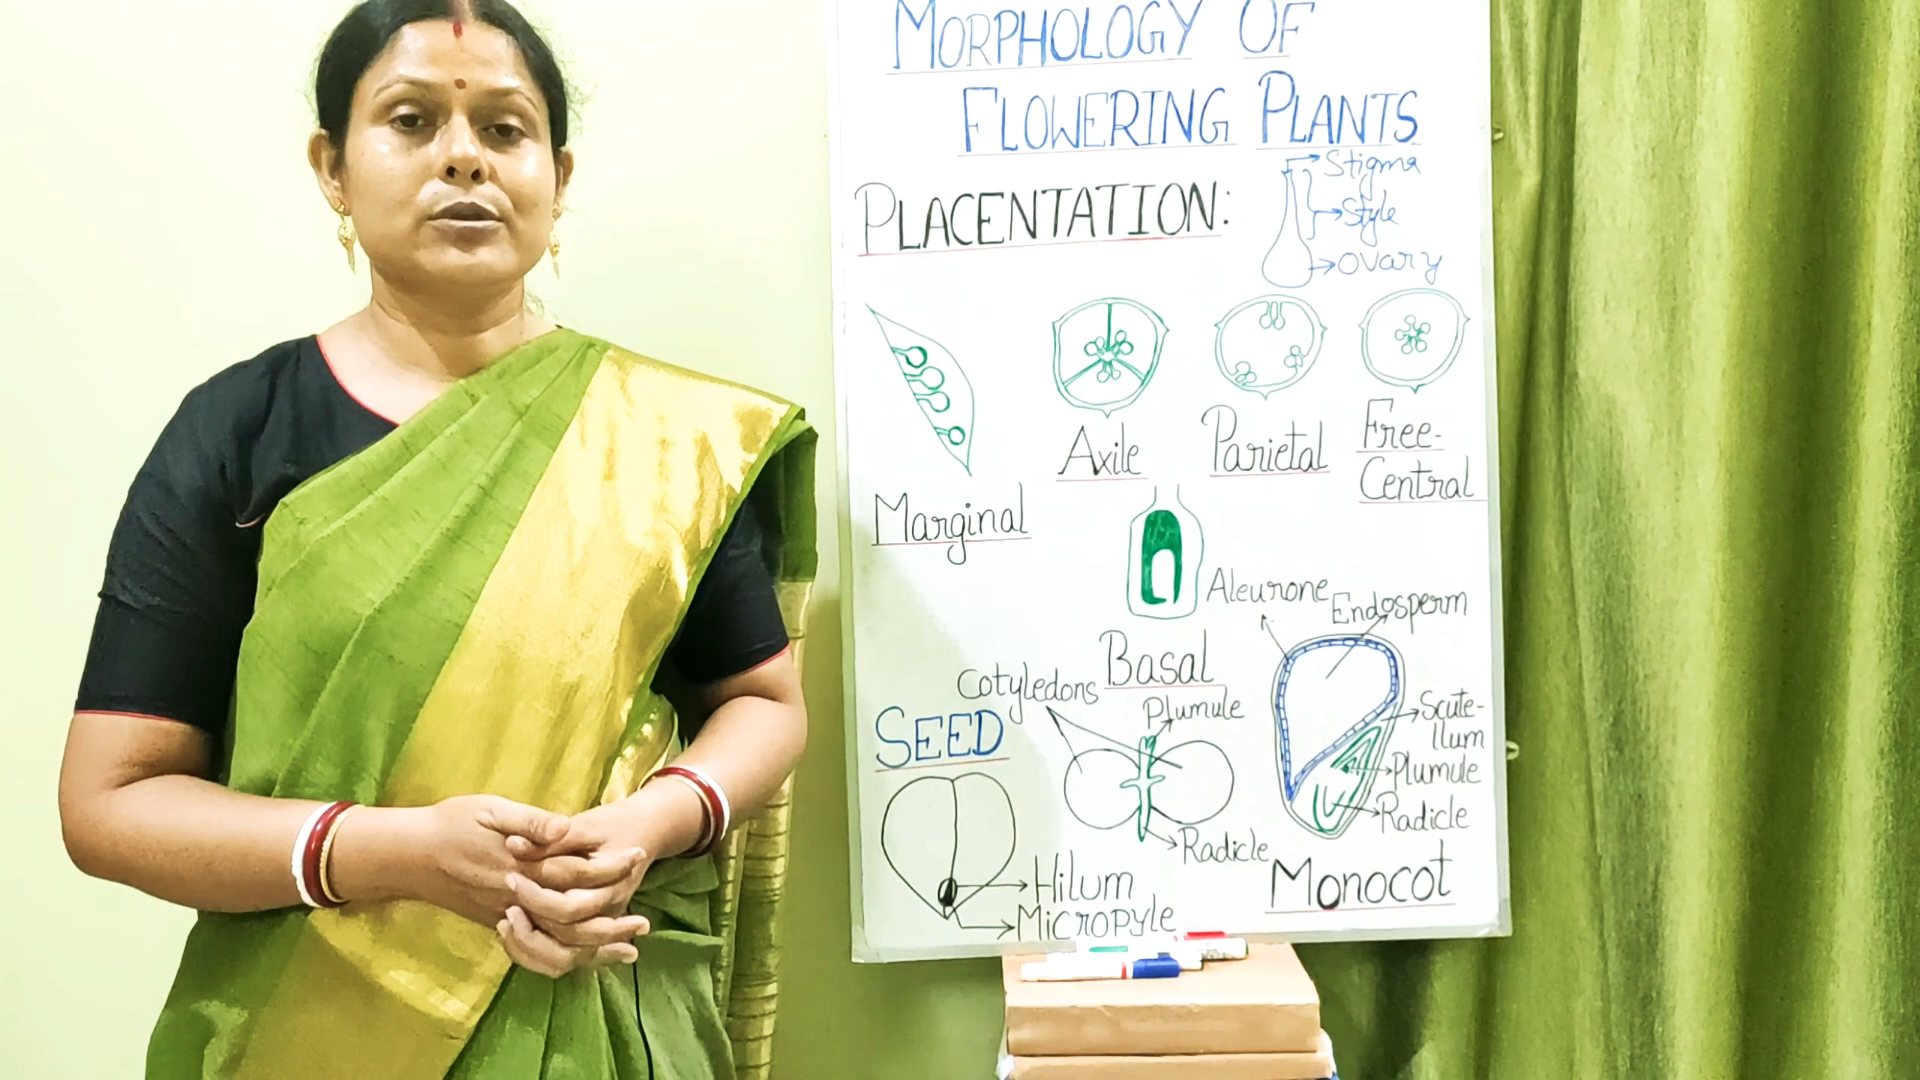 MORPHOLOGY OF
FLOWERING PLANTS
PLACENTATION:
Stigma
Style
Ovary
Marginal
Axile
Parietal
Free-
Central
Basal
SEED
Hilum
Micropyle
Cotyledons
Plumule
Radicle
Aleurone
Endosperm
Scute-
llum
Plumule
Radicle
Monocot